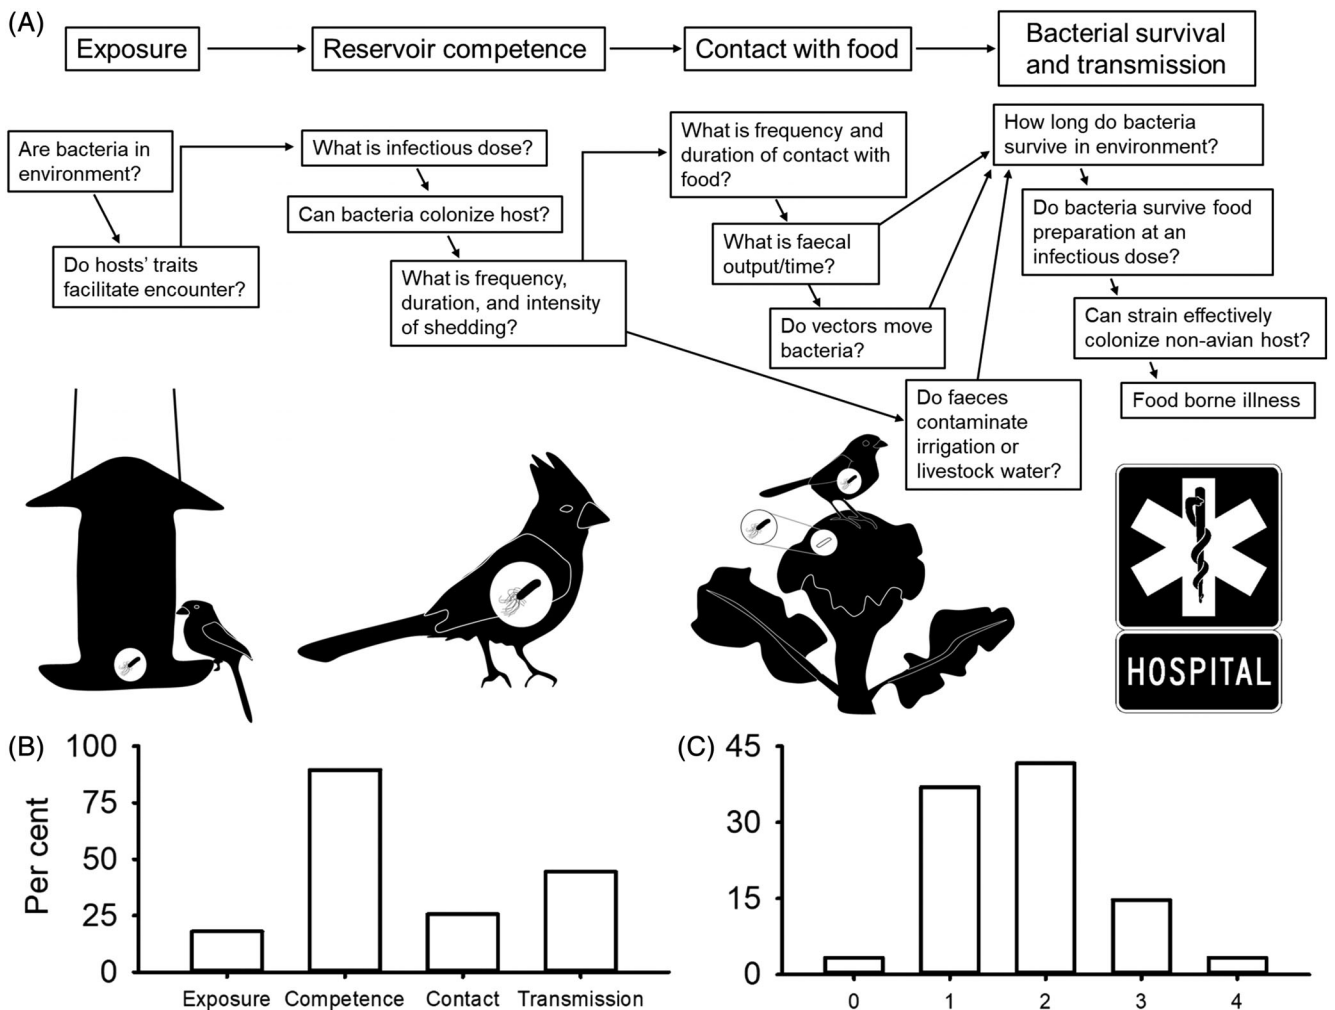 (A)
Exposure
Reservoir competence
Contact with food
Bacterial survival
and transmission
Are bacteria in
environment?
Do hosts' traits
facilitate encounter?
What is infectious dose?
Can bacteria colonize host?
What is frequency,
duration, and intensity
of shedding?
What is frequency and
duration of contact with
food?
What is faecal
output/time?
Do vectors move
bacteria?
Do faeces
contaminate
irrigation or
livestock water?
How long do bacteria
survive in environment?
Do bacteria survive food
preparation at an
infectious dose?
Can strain effectively
colonize non-avian host?
Food borne illness
HOSPITAL
(B)
Per cent
100
75
50
25
0
Exposure Competence Contact Transmission
(C)
45
30
15
0
0 1 2 3 4